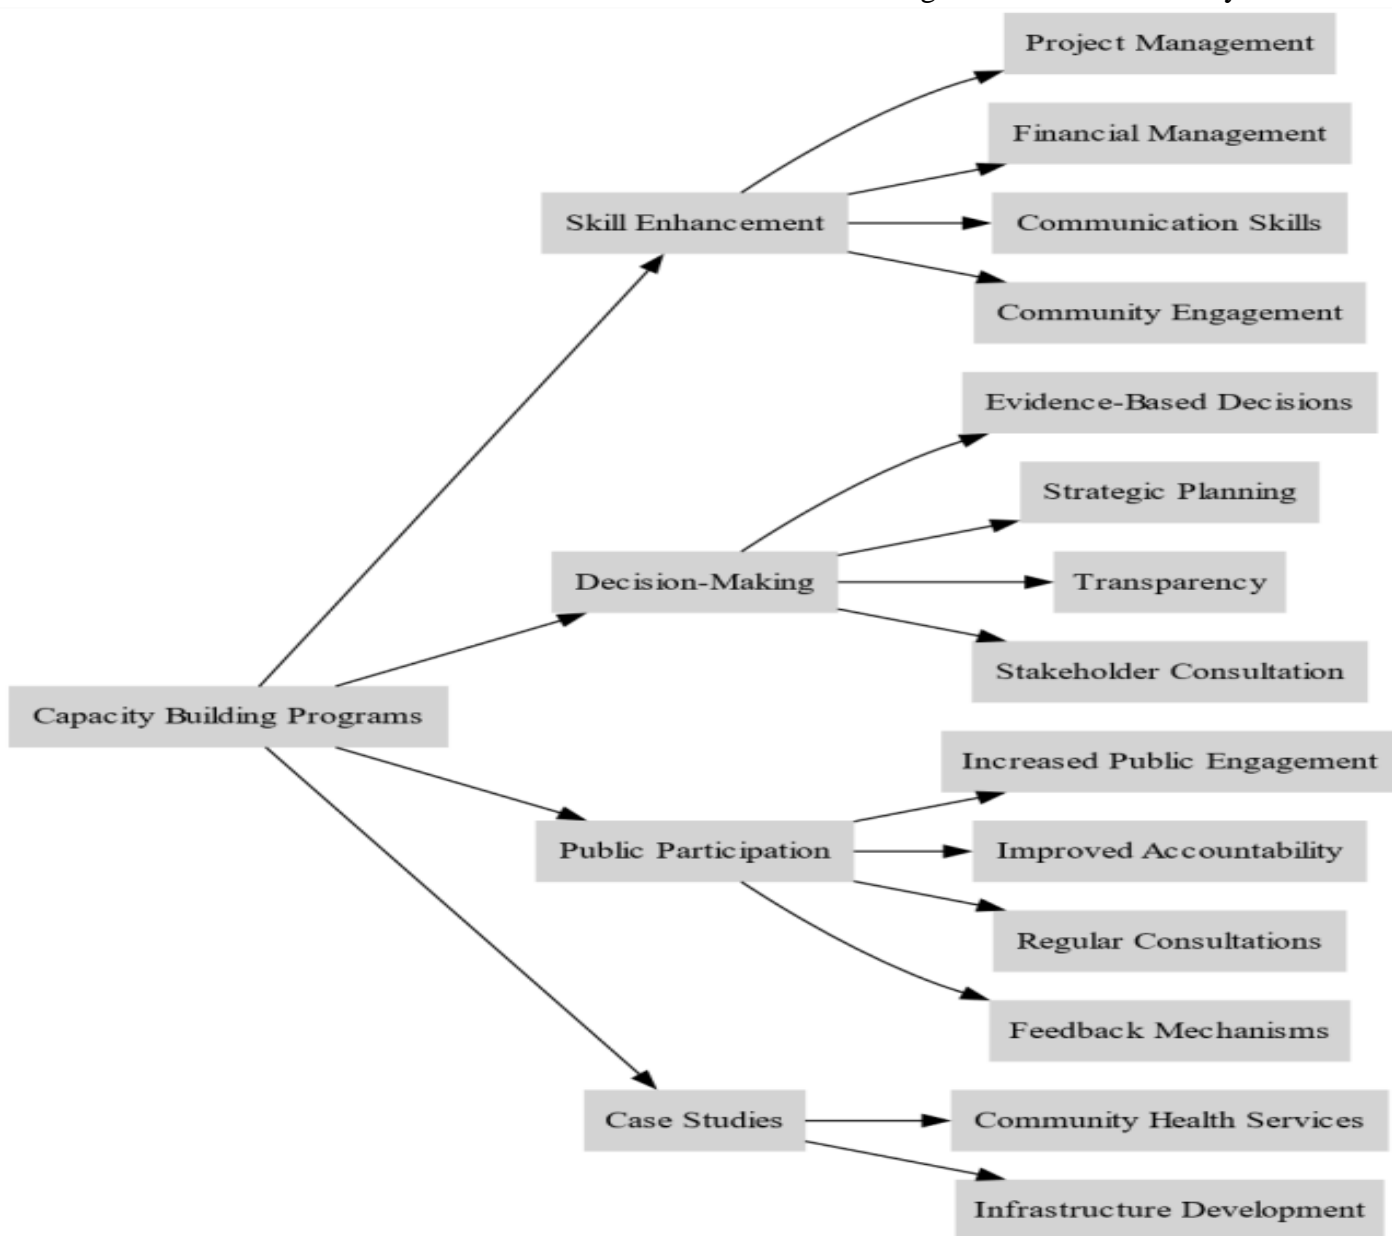 Project Management
Financial Management
Skill Enhancement
Communication Skills
Community Engagement
Evidence-Based Decisions
Strategic Planning
Decision-Making
Transparency
Stakeholder Consultation
Capacity Building Programs
Increased Public Engagement
Public Participation
Improved Accountability
Regular Consultations
Feedback Mechanisms
Case Studies
Community Health Services
Infrastructure Development